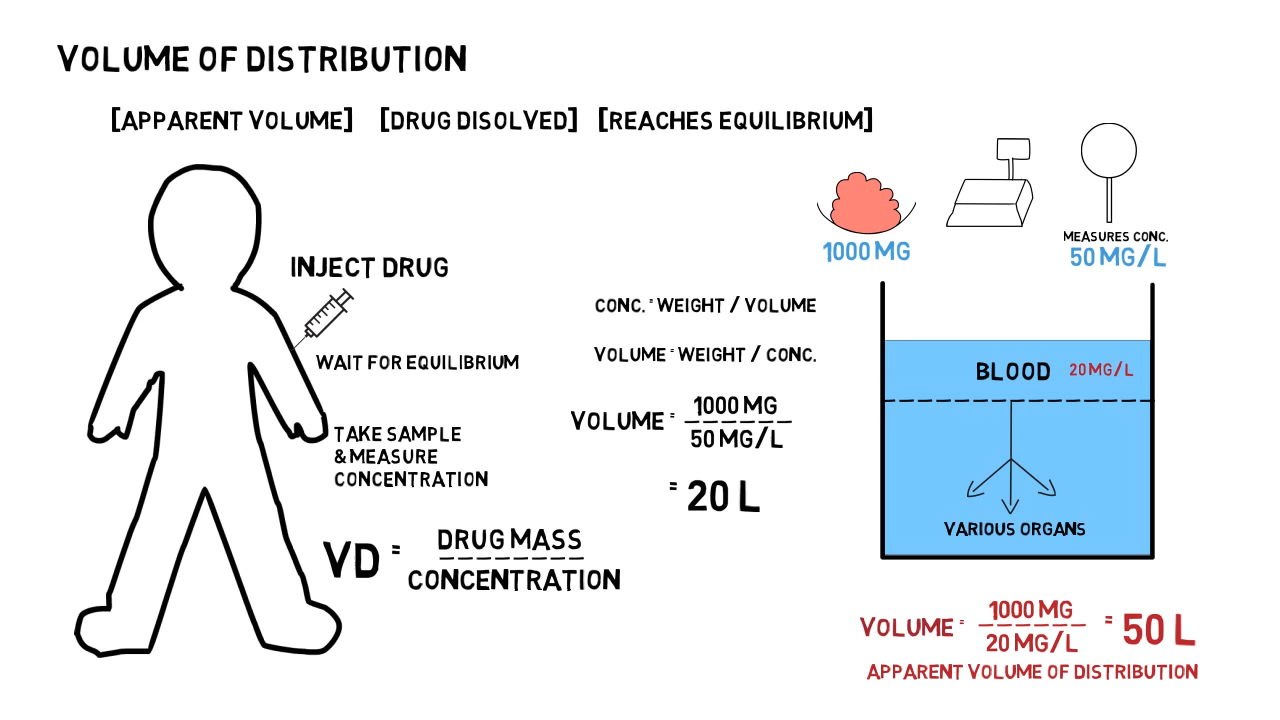 VOLUME OF DISTRIBUTION
[APPARENT VOLUME] [DRUG DISOLVED] [REACHES EQUILIBRIUM]
INJECT DRUG
WAIT FOR EQUILIBRIUM
TAKE SAMPLE
& MEASURE
CONCENTRATION
VD = DRUG MASS
CONCENTRATION
CONC. = WEIGHT / VOLUME
VOLUME = WEIGHT / CONC.
VOLUME = 1000 MG
50 MG/L
= 20 L
1000 MG
MEASURES CONC.
50 MG/L
BLOOD 20 MG/L
VARIOUS ORGANS
VOLUME = 1000 MG = 50 L
20 MG/L
APPARENT VOLUME OF DISTRIBUTION